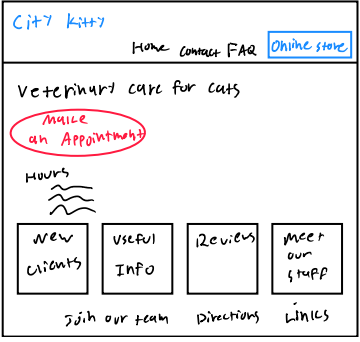 City Kitty
Home Contact FAQ Online store
Veterinary care for cats
Make
an Appointment
Hours
New
Clients
Useful
Info
Reviews
Meet
our
staff
Join our team Directions Links